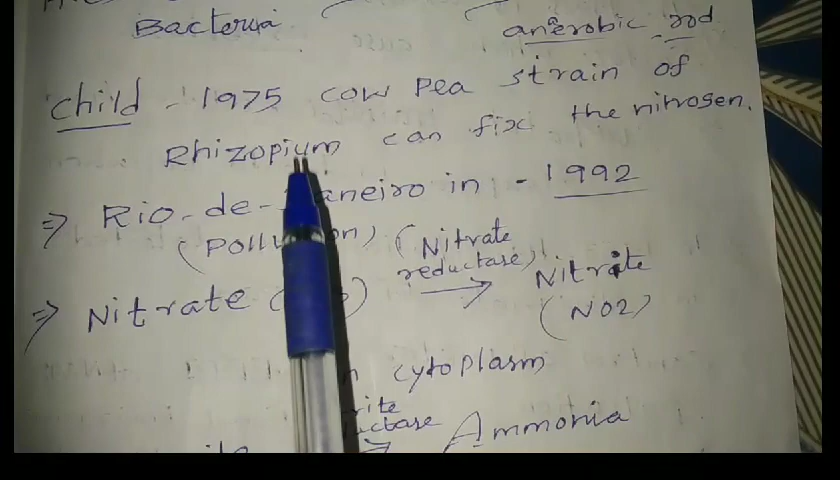 Bacteria
anerobic rod
Child - 1975 cow pea strain of
Rhizopium can fix the nitrogen.
⇒ Rio-de-Janeiro in - 1992
(Pollution) (Nitrate
reductase)
⇒ Nitrate → Nitrite
(NO2)
cytoplasm
→ Ammonia